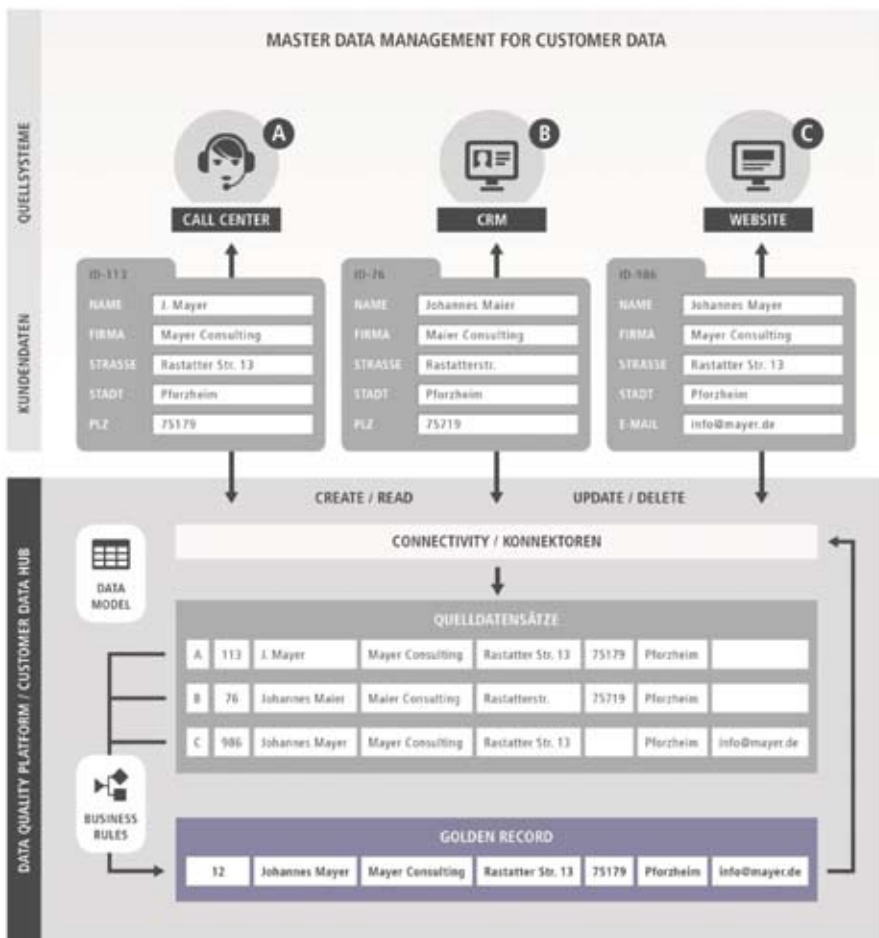 MASTER DATA MANAGEMENT FOR CUSTOMER DATA
QUELLSYSTEME
A
B
C
CALL CENTER
CRM
WEBSITE
KUNDENDATEN
ID-113
NAME J. Mayer
FIRMA Mayer Consulting
STRASSE Rastatter Str. 13
STADT Pforzheim
PLZ 75179
ID-76
NAME Johannes Maier
FIRMA Maier Consulting
STRASSE Rastatterstr.
STADT Pforzheim
PLZ 75719
ID-986
NAME Johannes Mayer
FIRMA Mayer Consulting
STRASSE Rastatter Str. 13
STADT Pforzheim
E-MAIL info@mayer.de
DATA QUALITY PLATFORM / CUSTOMER DATA HUB
CREATE / READ
UPDATE / DELETE
CONNECTIVITY / KONNEKTOREN
DATA
MODEL
QUELLDATENSÄTZE
A 113 J. Mayer Mayer Consulting Rastatter Str. 13 75179 Pforzheim
B 76 Johannes Maier Maier Consulting Rastatterstr. 75719 Pforzheim
C 986 Johannes Mayer Mayer Consulting Rastatter Str. 13 Pforzheim info@mayer.de
BUSINESS
RULES
GOLDEN RECORD
12 Johannes Mayer Mayer Consulting Rastatter Str. 13 75179 Pforzheim info@mayer.de